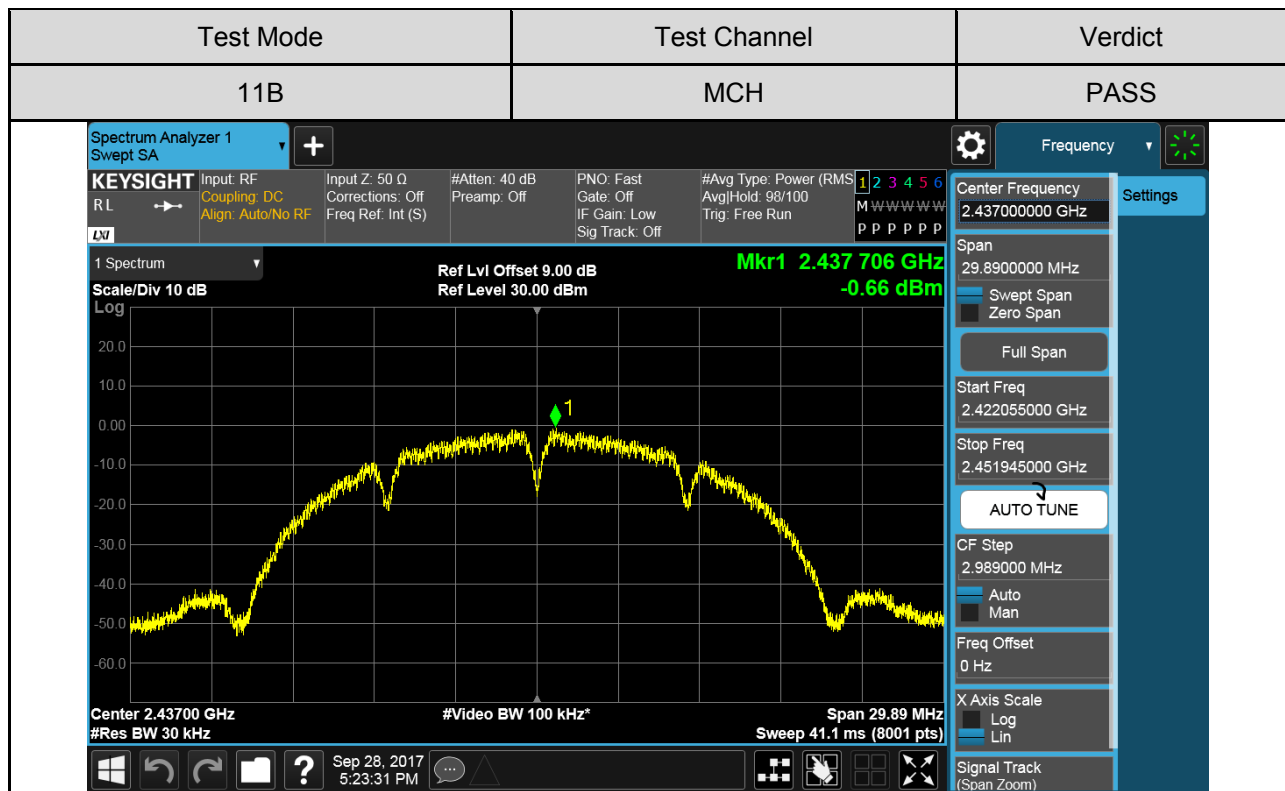 Test Mode Test Channel Verdict
11B MCH PASS
Spectrum Analyzer 1
Swept SA
+
Frequency
KEYSIGHT
RL
LXI
Input: RF
Coupling: DC
Align: Auto/No RF
Input Z: 50 Ω
Corrections: Off
Freq Ref: Int (S)
#Atten: 40 dB
Preamp: Off
PNO: Fast
Gate: Off
IF Gain: Low
Sig Track: Off
#Avg Type: Power (RMS
Avg|Hold: 98/100
Trig: Free Run
1 2 3 4 5 6
M W W W W W
P P P P P P
1 Spectrum
Scale/Div 10 dB
Log
Ref Lvl Offset 9.00 dB
Ref Level 30.00 dBm
Mkr1 2.437 706 GHz
-0.66 dBm
20.0
10.0
0.00
-10.0
-20.0
-30.0
-40.0
-50.0
-60.0
1
Center 2.43700 GHz
#Res BW 30 kHz
#Video BW 100 kHz*
Span 29.89 MHz
Sweep 41.1 ms (8001 pts)
?
Sep 28, 2017
5:23:31 PM
Center Frequency
2.437000000 GHz
Settings
Span
29.8900000 MHz
Swept Span
Zero Span
Full Span
Start Freq
2.422055000 GHz
Stop Freq
2.451945000 GHz
AUTO TUNE
CF Step
2.989000 MHz
Auto
Man
Freq Offset
0 Hz
X Axis Scale
Log
Lin
Signal Track
(Span Zoom)